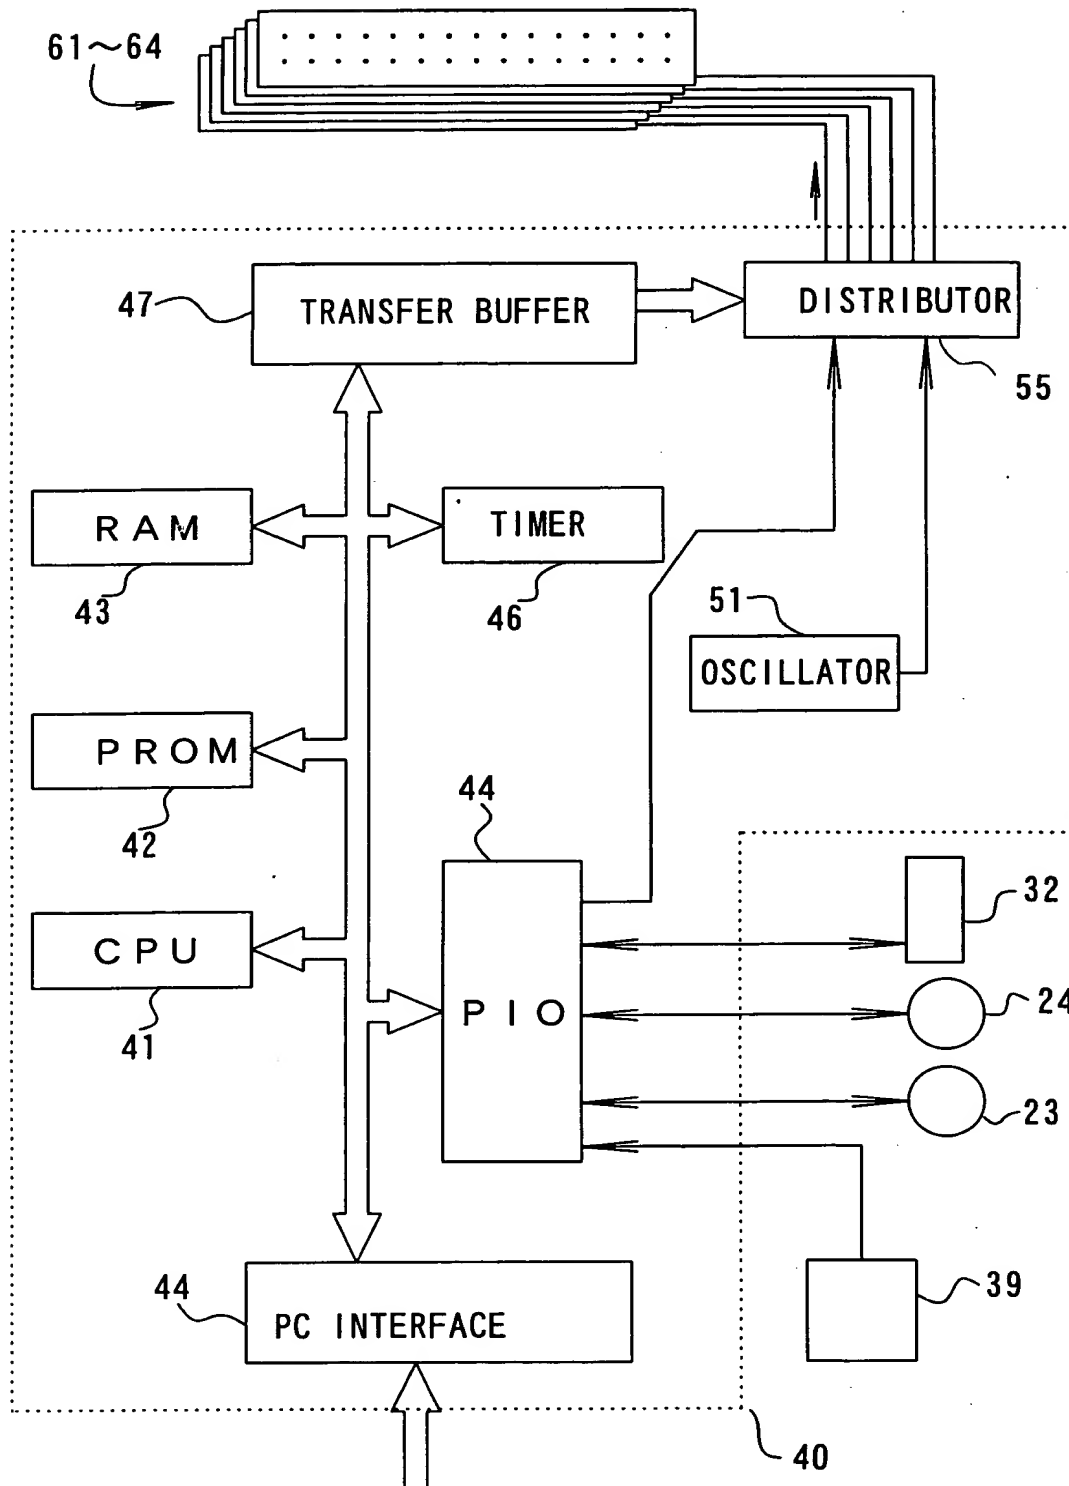 61~64
47
TRANSFER BUFFER
DISTRIBUTOR
55
RAM
43
TIMER
46
51
OSCILLATOR
PROM
42
44
32
CPU
41
PIO
24
23
44
PC INTERFACE
39
40